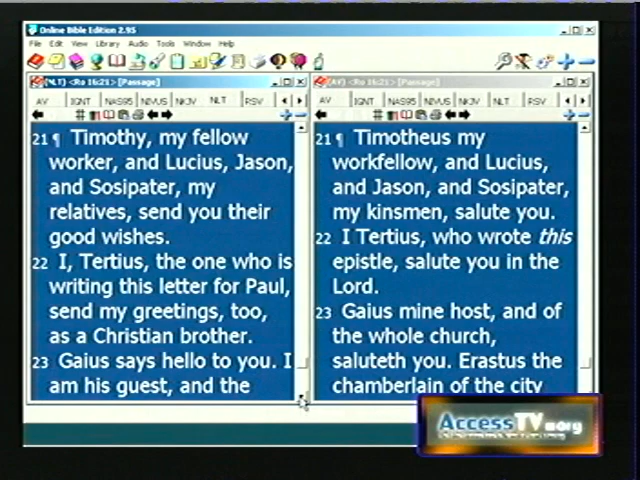 Online Bible Edition 2.95
File Edit View Library Audio Tools Window Help
(NLT) <Ro 16:21> [Passage]
AV IGNT NAS95 NIVUS NKJV NLT RSV
21 ¶ Timothy, my fellow
worker, and Lucius, Jason,
and Sosipater, my
relatives, send you their
good wishes.
22 I, Tertius, the one who is
writing this letter for Paul,
send my greetings, too,
as a Christian brother.
23 Gaius says hello to you. I
am his guest, and the
(AV) <Ro 16:21> [Passage]
AV IGNT NAS95 NIVUS NKJV NLT RSV
21 ¶ Timotheus my
workfellow, and Lucius,
and Jason, and Sosipater,
my kinsmen, salute you.
22 I Tertius, who wrote this
epistle, salute you in the
Lord.
23 Gaius mine host, and of
the whole church,
saluteth you. Erastus the
chamberlain of the city
AccessTV.org